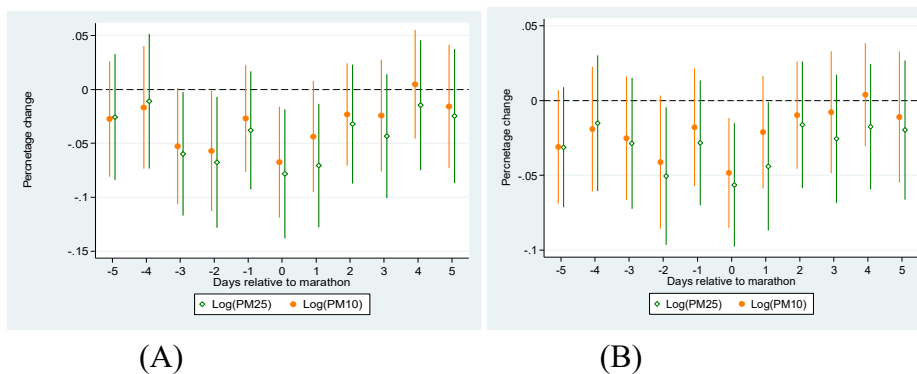 .05
0
-.05
-.1
-.15
Percnetage change
-5 -4 -3 -2 -1 0 1 2 3 4 5
Days relative to marathon
Log(PM25) Log(PM10)
(A)
.05
0
-.05
-.1
Percnetage change
-5 -4 -3 -2 -1 0 1 2 3 4 5
Days relative to marathon
Log(PM25) Log(PM10)
(B)